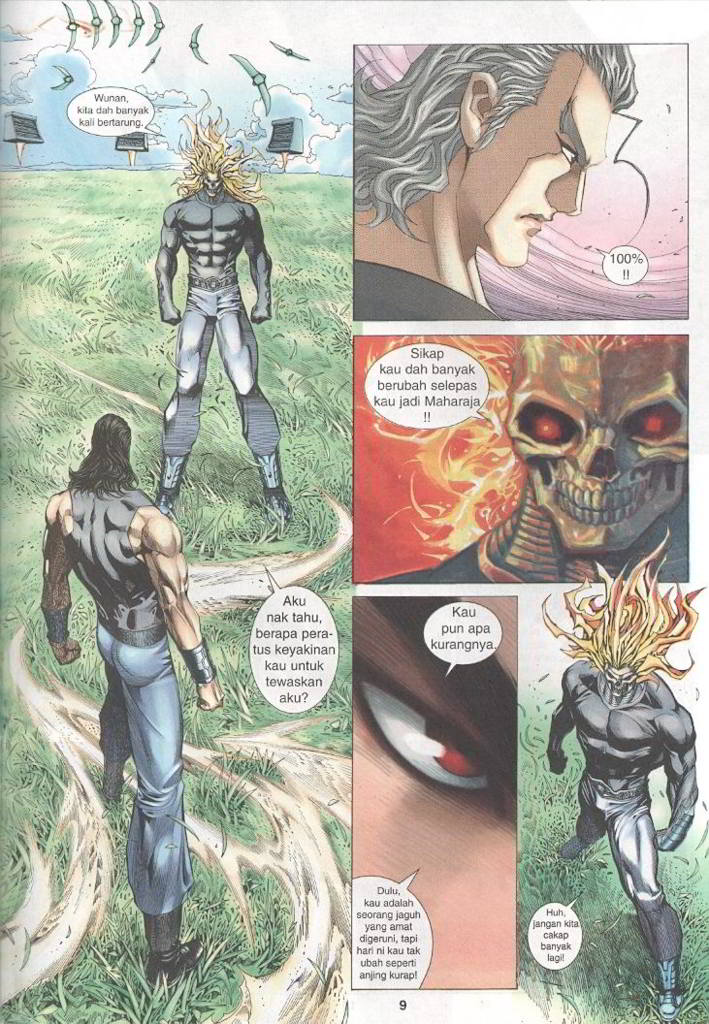 Wunan,
kita dah banyak
kali bertarung.
Aku
nak tahu,
berapa pera-
tus keyakinan
kau untuk
tewaskan
aku?
100%
!!
Sikap
kau dah banyak
berubah selepas
kau jadi Maharaja
!!
Kau
pun apa
kurangnya.
Dulu,
kau adalah
seorang jaguh
yang amat
digeruni, tapi
hari ni kau tak
ubah seperti
anjing kurap!
Huh,
jangan kita
cakap
banyak
lagi!
9